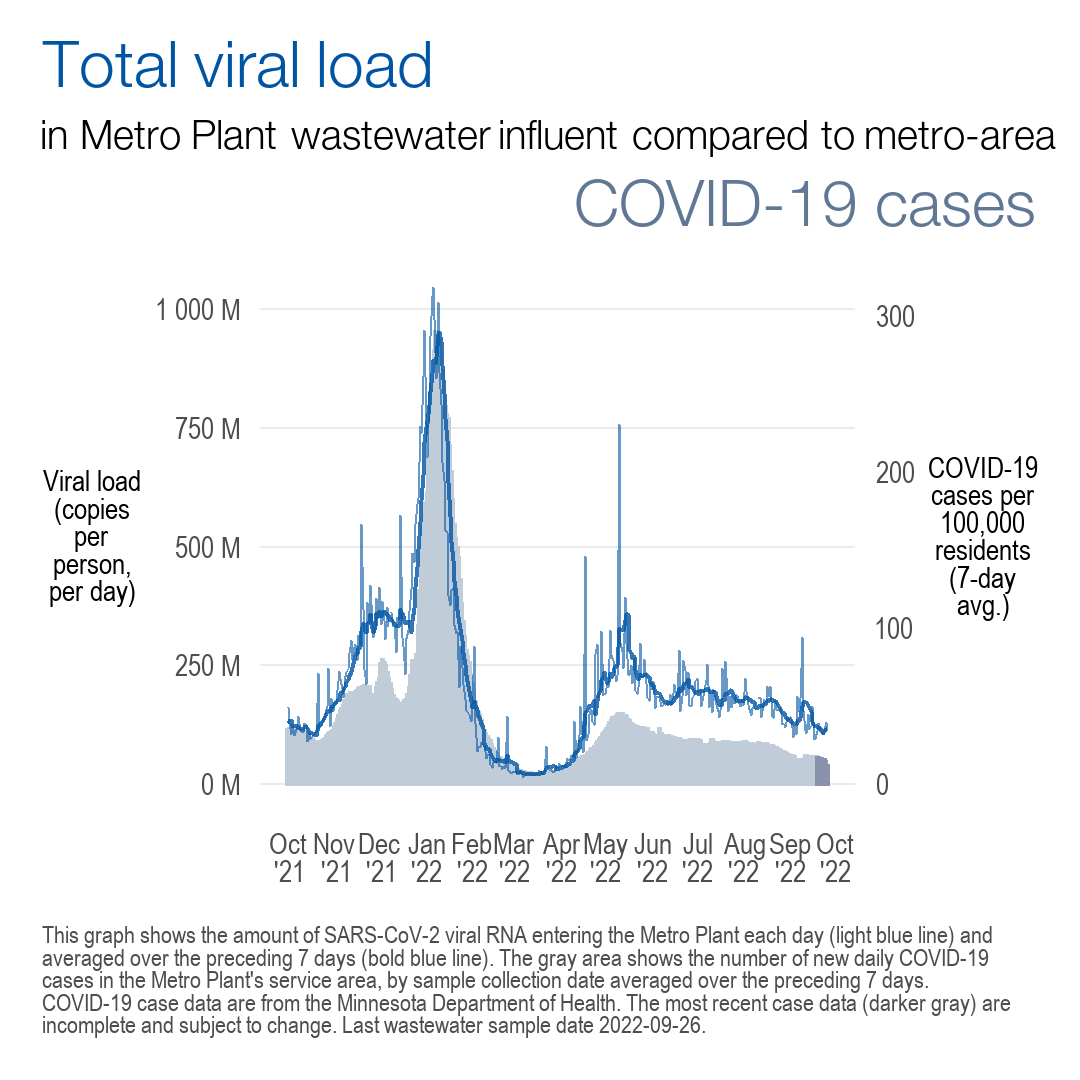 Total viral load
in Metro Plant wastewater influent compared to metro-area
COVID-19 cases
1 000 M
750 M
500 M
250 M
0 M
Viral load
(copies
per
person,
per day)
300
200
100
0
COVID-19
cases per
100,000
residents
(7-day
avg.)
Oct Nov Dec Jan Feb Mar Apr May Jun Jul Aug Sep Oct
'21 '21 '21 '22 '22 '22 '22 '22 '22 '22 '22 '22 '22
This graph shows the amount of SARS-CoV-2 viral RNA entering the Metro Plant each day (light blue line) and
averaged over the preceding 7 days (bold blue line). The gray area shows the number of new daily COVID-19
cases in the Metro Plant's service area, by sample collection date averaged over the preceding 7 days.
COVID-19 case data are from the Minnesota Department of Health. The most recent case data (darker gray) are
incomplete and subject to change. Last wastewater sample date 2022-09-26.